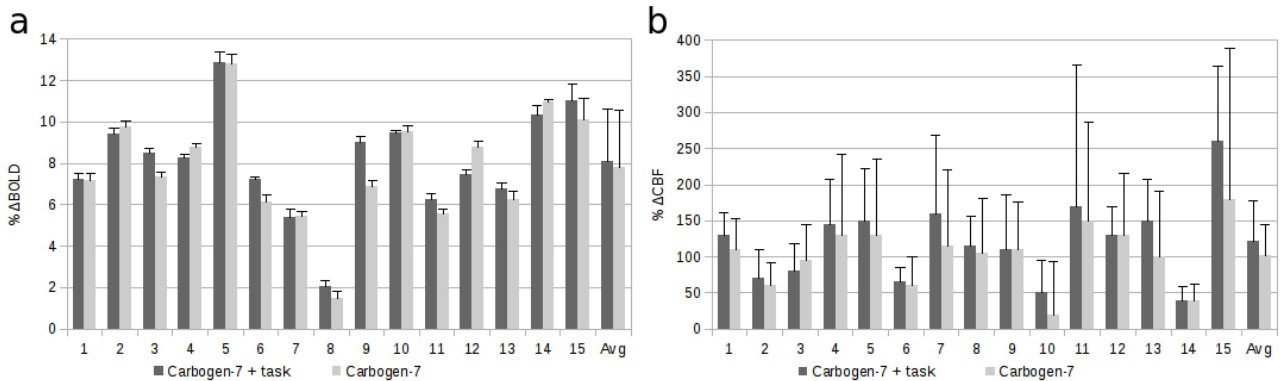 a
14
12
10
8
6
4
2
0
% ΔBOLD
1 2 3 4 5 6 7 8 9 10 11 12 13 14 15 Avg
Carbogen-7 + task Carbogen-7
b
400
350
300
250
200
150
100
50
0
% ΔCBF
1 2 3 4 5 6 7 8 9 10 11 12 13 14 15 Avg
Carbogen-7 + task Carbogen-7